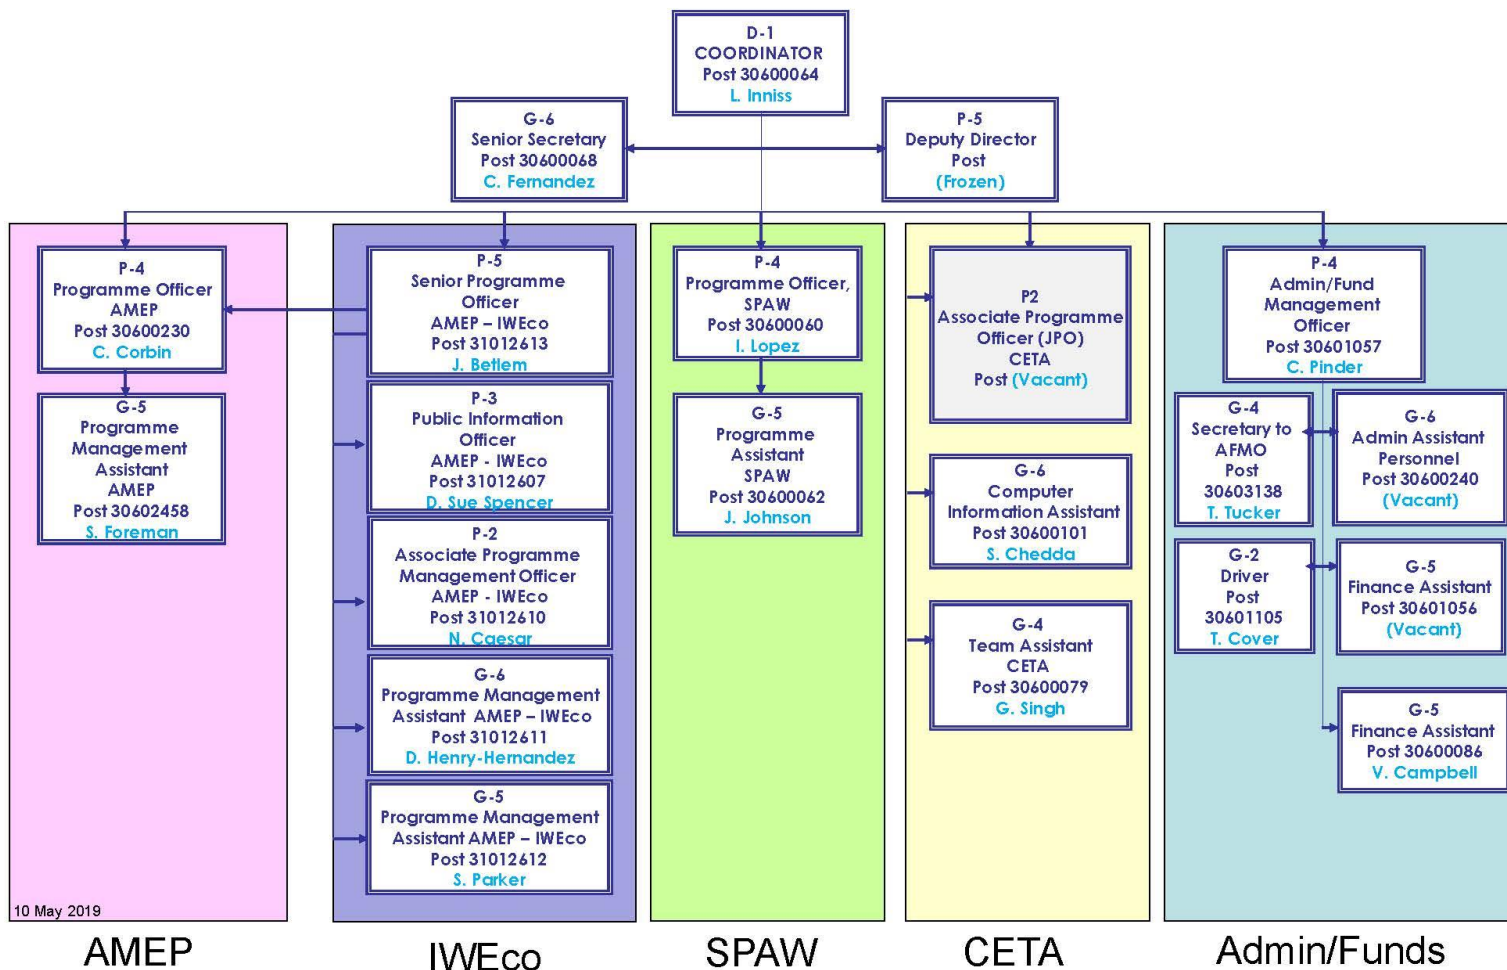 D-1
COORDINATOR
Post 30600064
L. Inniss
G-6
Senior Secretary
Post 30600068
C. Fernandez
P-5
Deputy Director
Post
(Frozen)
P-4
Programme Officer
AMEP
Post 30600230
C. Corbin
G-5
Programme
Management
Assistant
AMEP
Post 30602458
S. Foreman
10 May 2019
AMEP
P-5
Senior Programme
Officer
AMEP – IWEco
Post 31012613
J. Betlem
P-3
Public Information
Officer
AMEP - IWEco
Post 31012607
D. Sue Spencer
P-2
Associate Programme
Management Officer
AMEP - IWEco
Post 31012610
N. Caesar
G-6
Programme Management
Assistant AMEP – IWEco
Post 31012611
D. Henry-Hernandez
G-5
Programme Management
Assistant AMEP – IWEco
Post 31012612
S. Parker
IWEco
P-4
Programme Officer,
SPAW
Post 30600060
I. Lopez
G-5
Programme
Assistant
SPAW
Post 30600062
J. Johnson
SPAW
P2
Associate Programme
Officer (JPO)
CETA
Post (Vacant)
G-6
Computer
Information Assistant
Post 30600101
S. Chedda
G-4
Team Assistant
CETA
Post 30600079
G. Singh
CETA
P-4
Admin/Fund
Management
Officer
Post 30601057
C. Pinder
G-4
Secretary to
AFMO
Post
30603138
T. Tucker
G-6
Admin Assistant
Personnel
Post 30600240
(Vacant)
G-2
Driver
Post
30601105
T. Cover
G-5
Finance Assistant
Post 30601056
(Vacant)
G-5
Finance Assistant
Post 30600086
V. Campbell
Admin/Funds